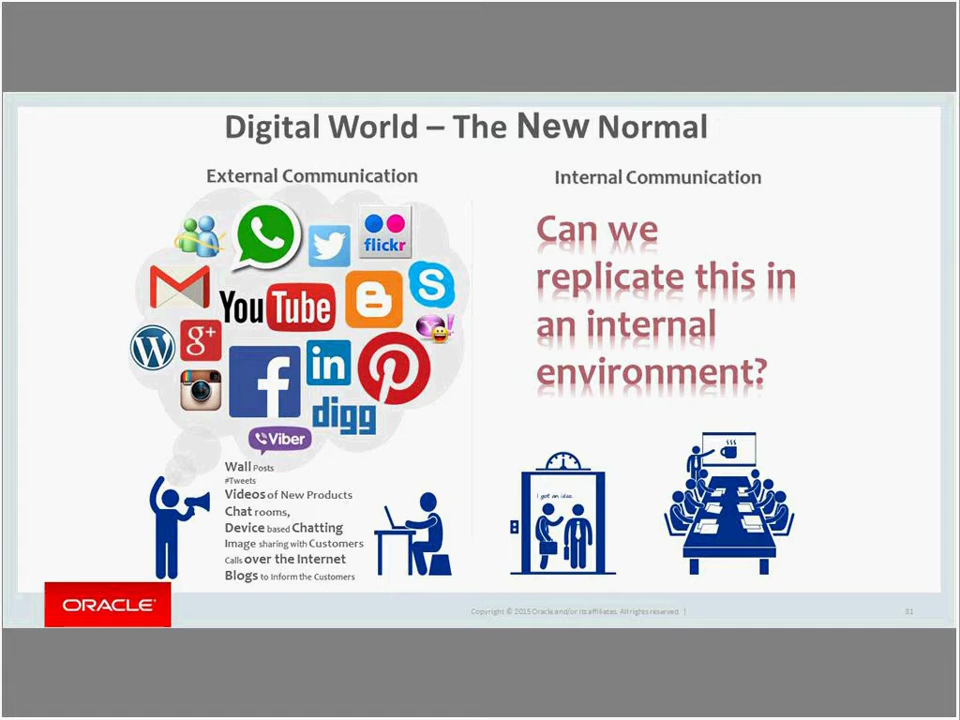 Digital World – The New Normal
External Communication
Internal Communication
flickr
YouTube
g+
f
in
digg
Viber
Wall Posts
#Tweets
Videos of New Products
Chat rooms,
Device based Chatting
Image sharing with Customers
Calls over the Internet
Blogs to Inform the Customers
Can we
replicate this in
an internal
environment?
I got an idea..
ORACLE
Copyright © 2015 Oracle and/or its affiliates. All rights reserved. |
31